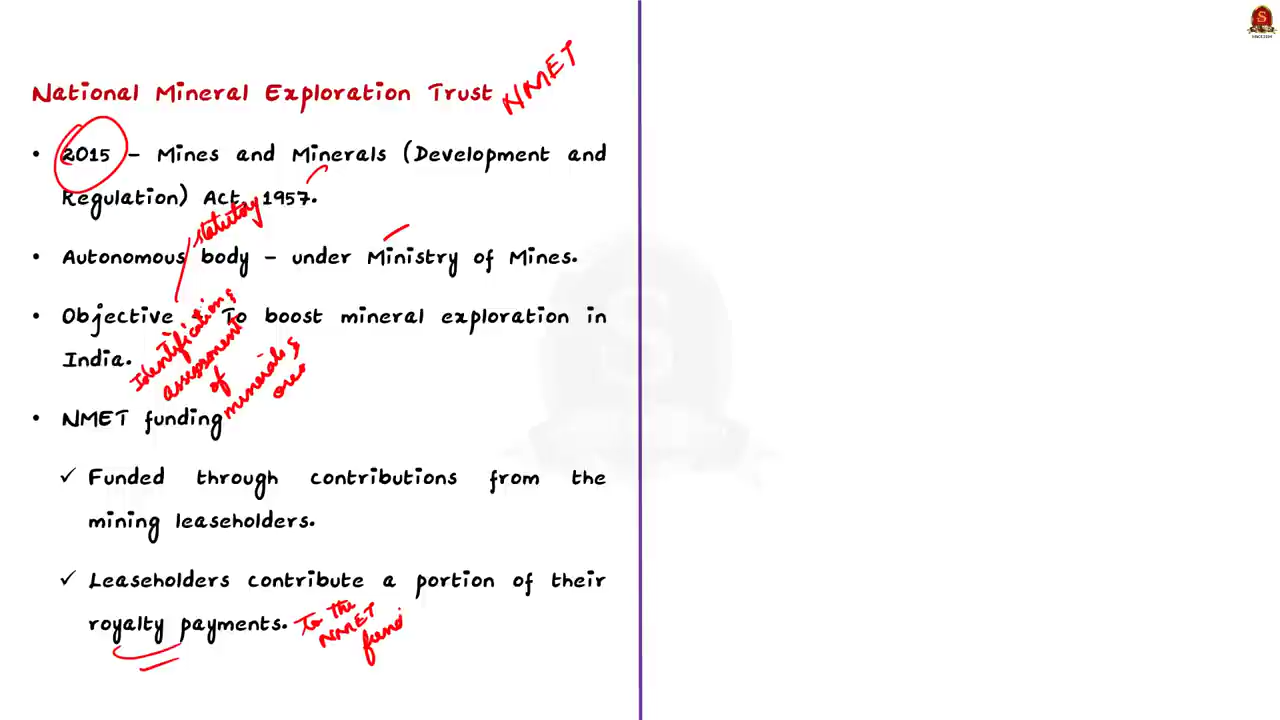 National Mineral Exploration Trust NMET
• 2015 – Mines and Minerals (Development and
Regulation) Act, 1957.
statutory
• Autonomous body – under Ministry of Mines.
• Objective : To boost mineral exploration in
India.
Identification &
assessment
of
minerals &
ores
• NMET funding
✓ Funded through contributions from the
mining leaseholders.
✓ Leaseholders contribute a portion of their
royalty payments.
To the
NMET
fund
S